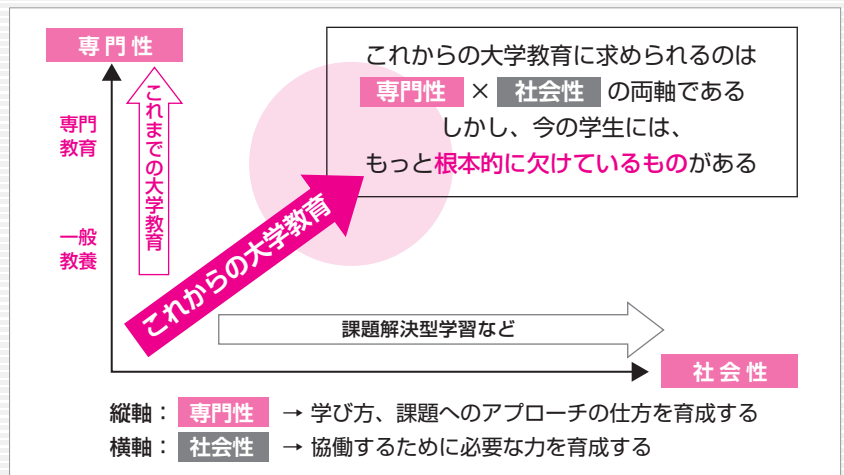 専門性
これからの大学教育に求められるのは
専門性 × 社会性 の両軸である
しかし、今の学生には、
もっと根本的に欠けているものがある
専門
教育
これまでの大学教育
一般
教養
これからの大学教育
課題解決型学習など
社会性
縦軸： 専門性 → 学び方、課題へのアプローチの仕方を育成する
横軸： 社会性 → 協働するために必要な力を育成する